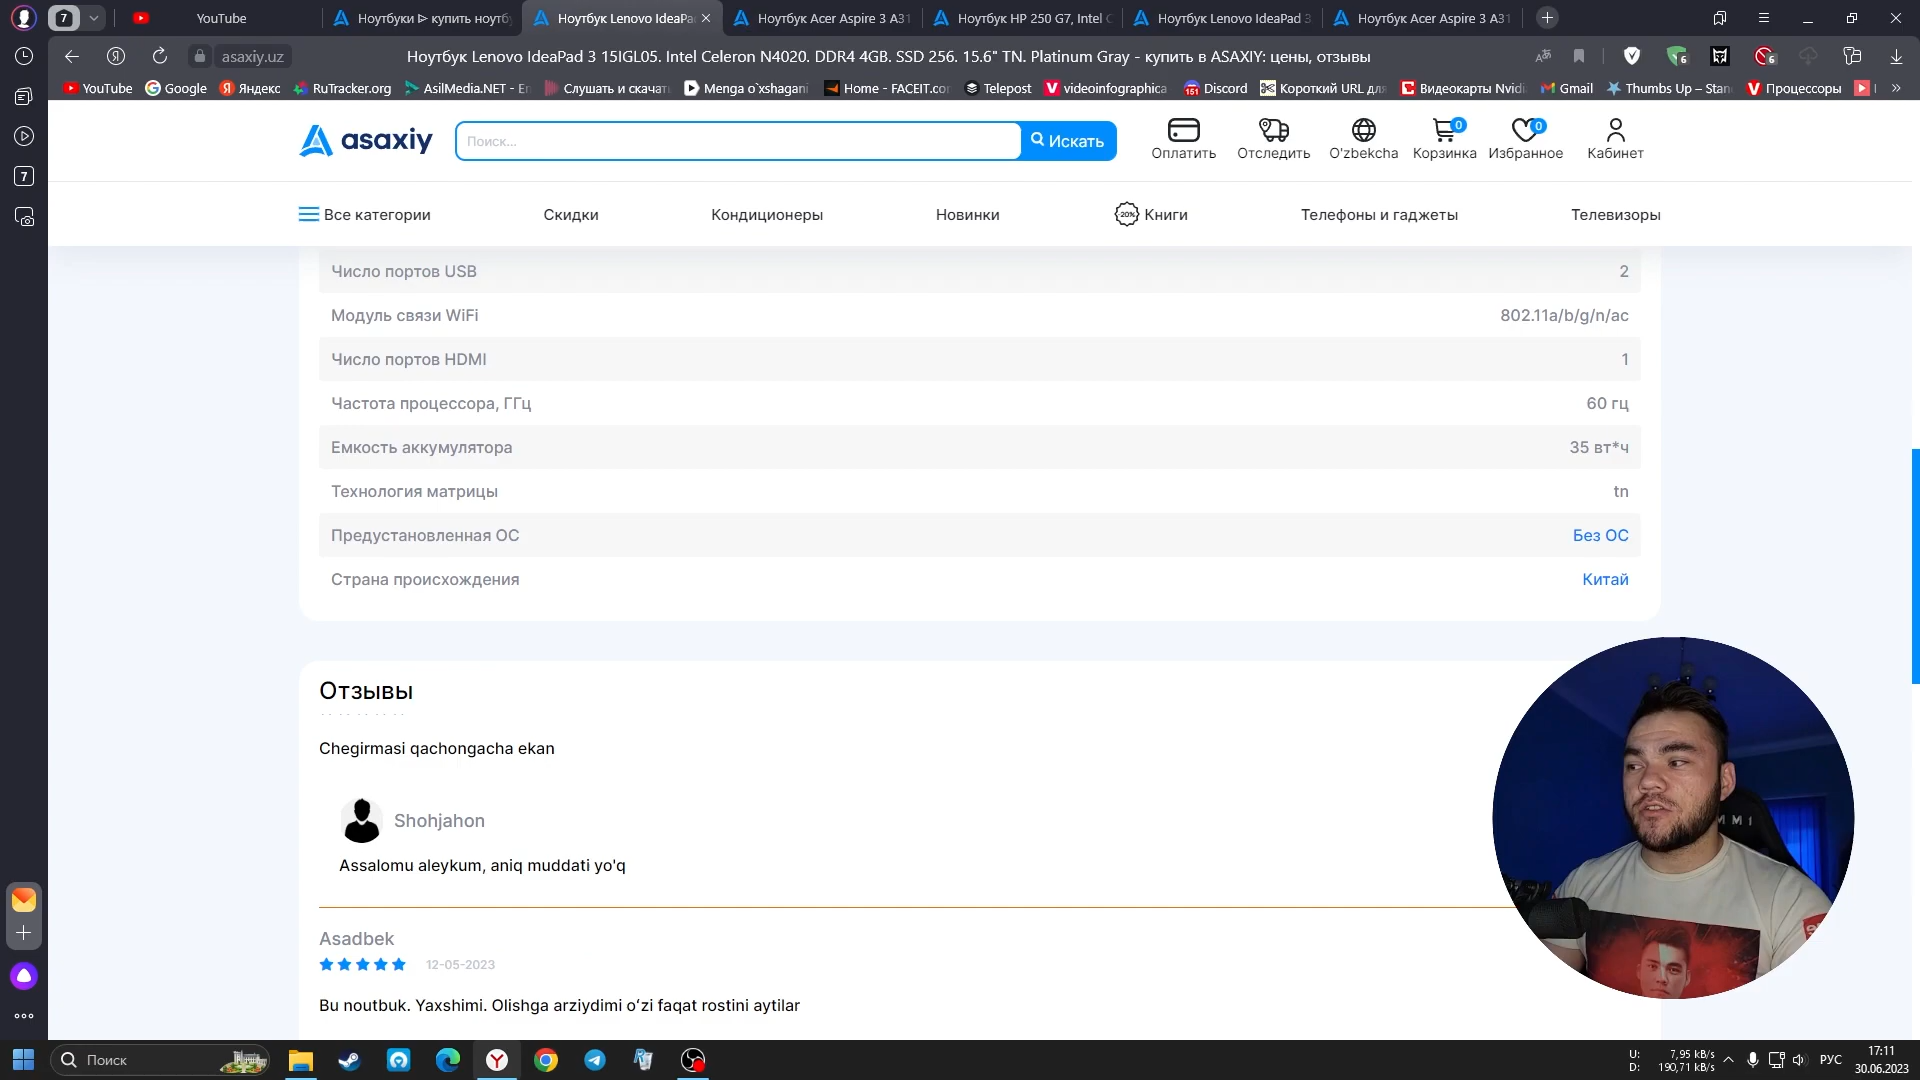 7
YouTube
Ноутбуки ᐈ купить ноутбу
Ноутбук Lenovo IdeaPa
Ноутбук Acer Aspire 3 A31
Ноутбук HP 250 G7, Intel C
Ноутбук Lenovo IdeaPad 3
Ноутбук Acer Aspire 3 A31
asaxiy.uz
Ноутбук Lenovo IdeaPad 3 15IGL05. Intel Celeron N4020. DDR4 4GB. SSD 256. 15.6" TN. Platinum Gray - купить в ASAXIY: цены, отзывы
6
6
YouTube
Google
Яндекс
RuTracker.org
AsilMedia.NET - Е
Слушать и скачат
Menga o`xshagani
Home - FACEIT.co
Telepost
videoinfographica
Discord
Короткий URL дл
Видеокарты Nvidi
Gmail
Thumbs Up – Stan
Процессоры
7
asaxiy
Поиск...
Искать
Оплатить
Отследить
O'zbekcha
0
Корзина
0
Избранное
Кабинет
Все категории
Скидки
Кондиционеры
Новинки
-20%
Книги
Телефоны и гаджеты
Телевизоры
Число портов USB 2
Модуль связи WiFi 802.11a/b/g/n/ac
Число портов HDMI 1
Частота процессора, ГГц 60 гц
Емкость аккумулятора 35 вт*ч
Технология матрицы tn
Предустановленная ОС Без ОС
Страна происхождения Китай
Отзывы
Chegirmasi qachongacha ekan
Shohjahon
Assalomu aleykum, aniq muddati yo'q
Asadbek
12-05-2023
Bu noutbuk. Yaxshimi. Olishga arziydimi oʻzi faqat rostini aytilar
Поиск
U: 7,95 kB/s
D: 190,71 kB/s
РУС
17:11
30.06.2023